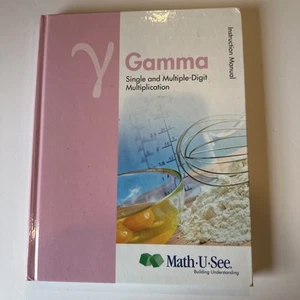 γ Gamma
Single and Multiple-Digit
Multiplication
Instruction Manual
Math·U·See
Building Understanding